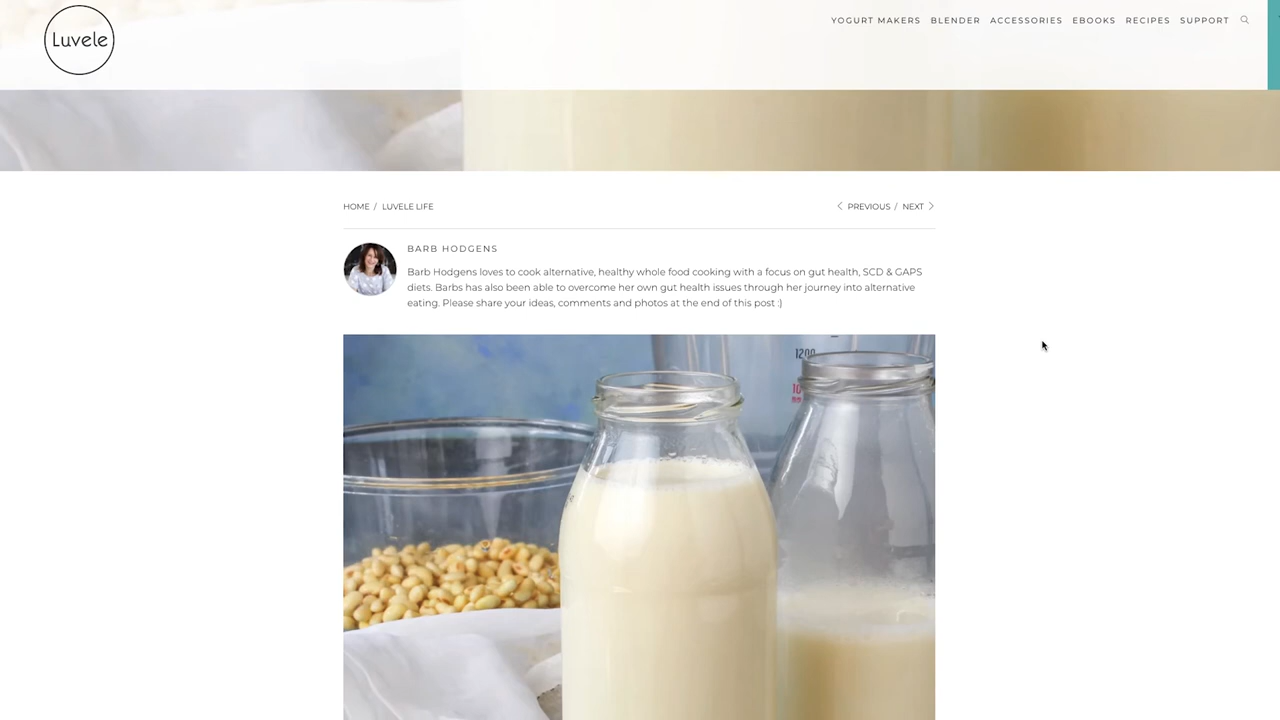 Luvele
YOGURT MAKERS BLENDER ACCESSORIES EBOOKS RECIPES SUPPORT
HOME / LUVELE LIFE
PREVIOUS / NEXT
BARB HODGENS
Barb Hodgens loves to cook alternative, healthy whole food cooking with a focus on gut health, SCD & GAPS
diets. Barbs has also been able to overcome her own gut health issues through her journey into alternative
eating. Please share your ideas, comments and photos at the end of this post :)
1200